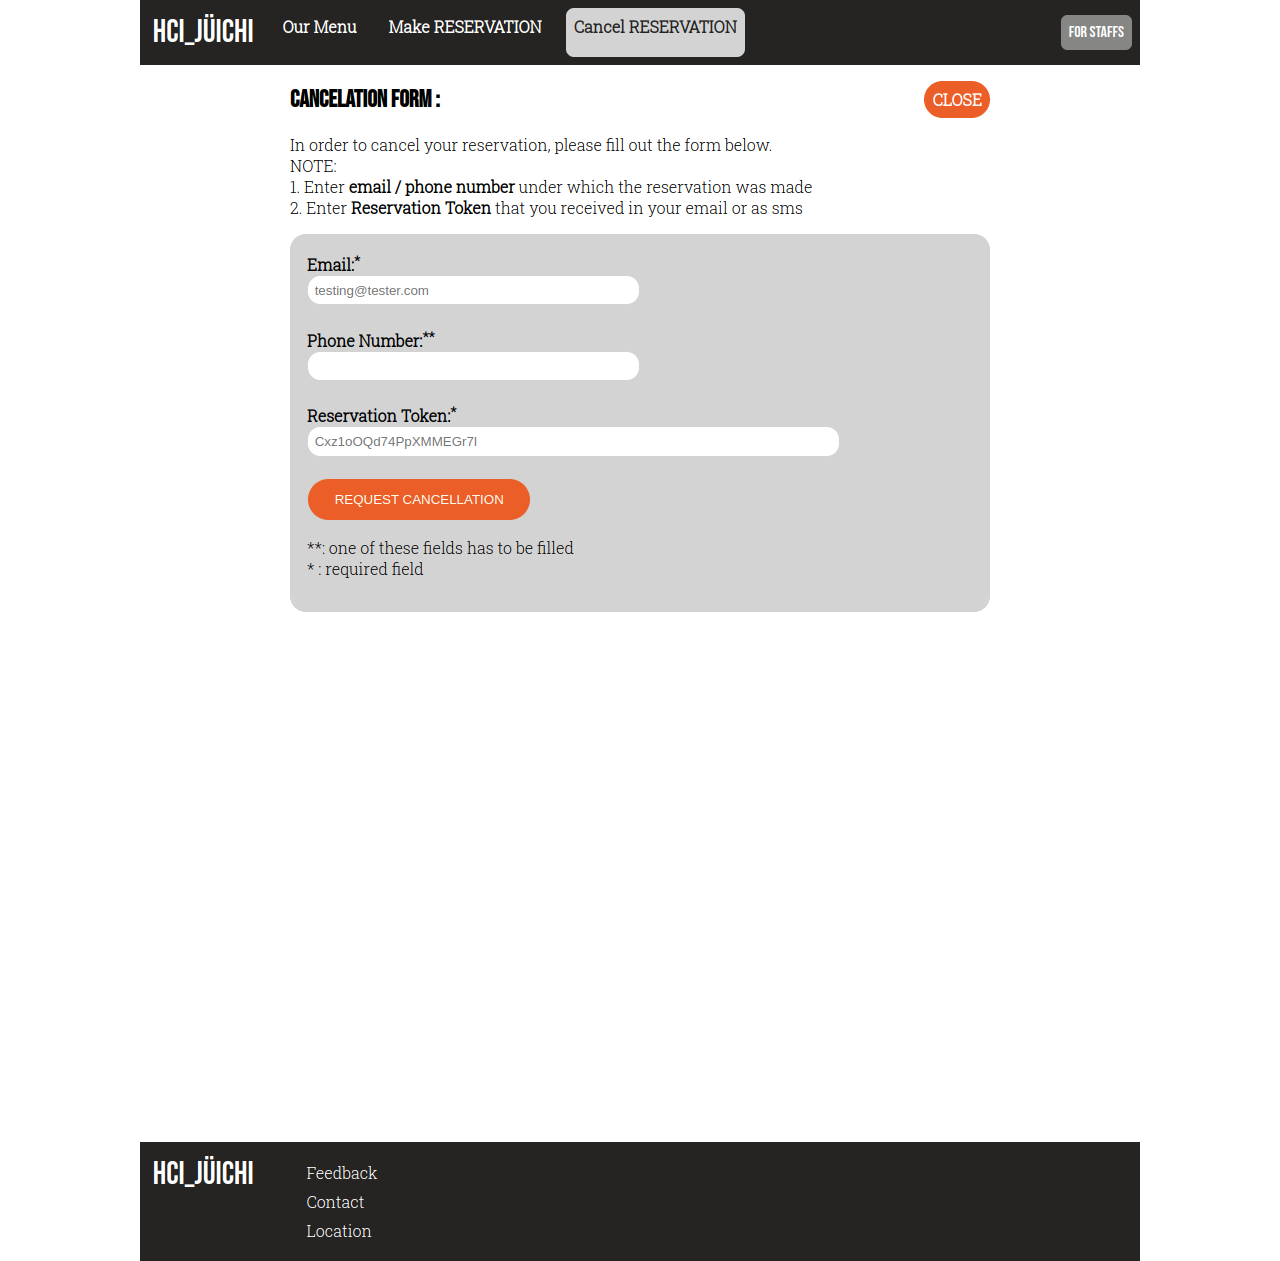 HCI_JÜICHI Our Menu Make RESERVATION Cancel RESERVATION FOR STAFFS
CANCELATION FORM : CLOSE
In order to cancel your reservation, please fill out the form below.
NOTE:
1. Enter email / phone number under which the reservation was made
2. Enter Reservation Token that you received in your email or as sms
Email:*
testing@tester.com
Phone Number:**
Reservation Token:*
Cxz1oOQd74PpXMMEGr7l
REQUEST CANCELLATION
**: one of these fields has to be filled
* : required field
HCI_JÜICHI Feedback
Contact
Location